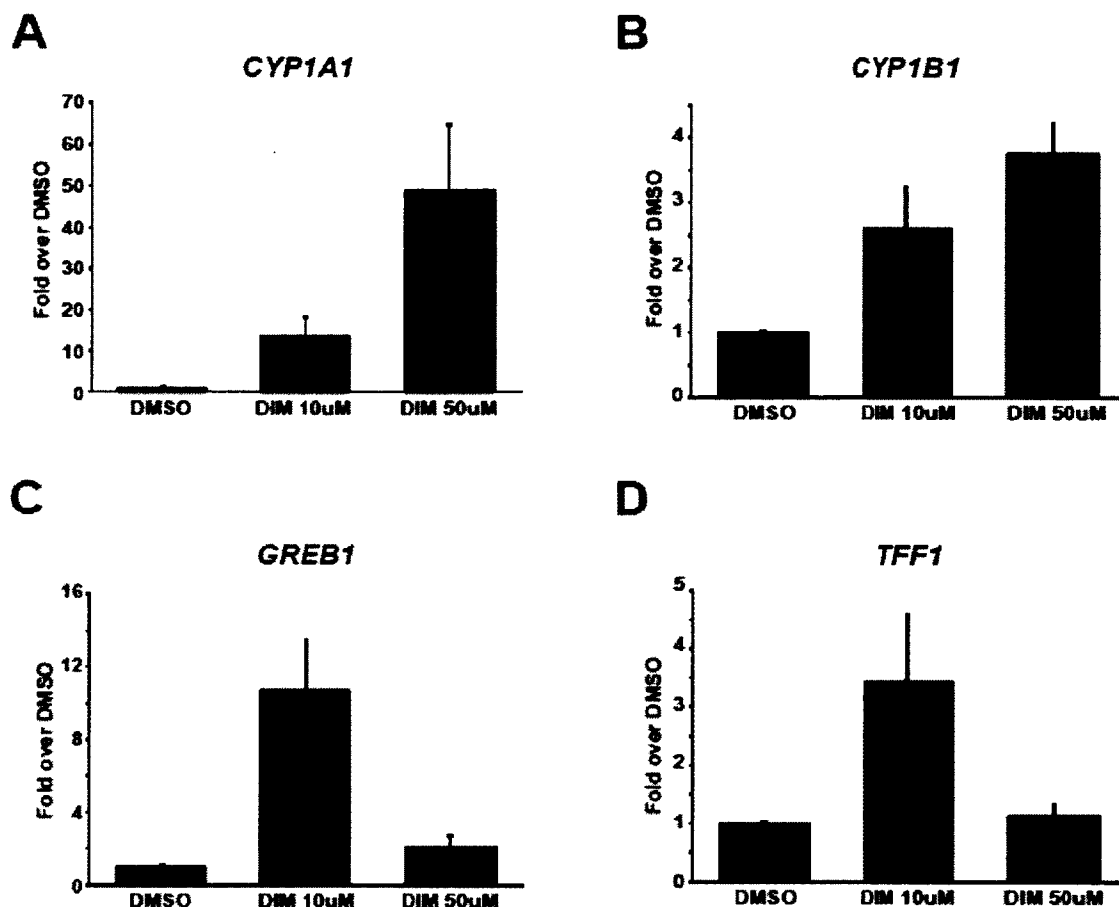 A
CYP1A1
Fold over DMSO
70
60
50
40
30
20
10
0
DMSO DIM 10uM DIM 50uM
B
CYP1B1
Fold over DMSO
4
3
2
1
0
DMSO DIM 10uM DIM 50uM
C
GREB1
Fold over DMSO
16
12
8
4
0
DMSO DIM 10uM DIM 50uM
D
TFF1
Fold over DMSO
5
4
3
2
1
0
DMSO DIM 10uM DIM 50uM